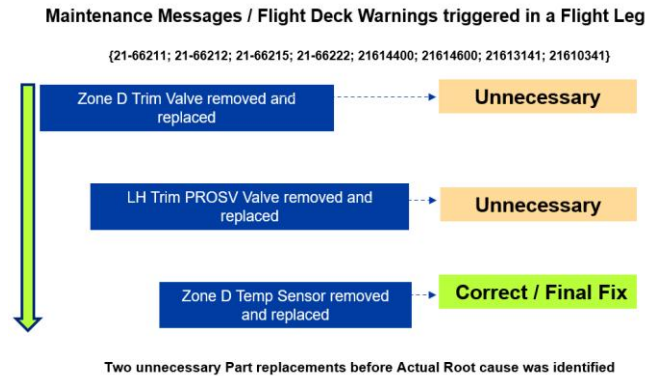 Maintenance Messages / Flight Deck Warnings triggered in a Flight Leg
{21-66211; 21-66212; 21-66215; 21-66222; 21614400; 21614600; 21613141; 21610341}
Zone D Trim Valve removed and
replaced
Unnecessary
LH Trim PROSV Valve removed and
replaced
Unnecessary
Zone D Temp Sensor removed
and replaced
Correct / Final Fix
Two unnecessary Part replacements before Actual Root cause was identified